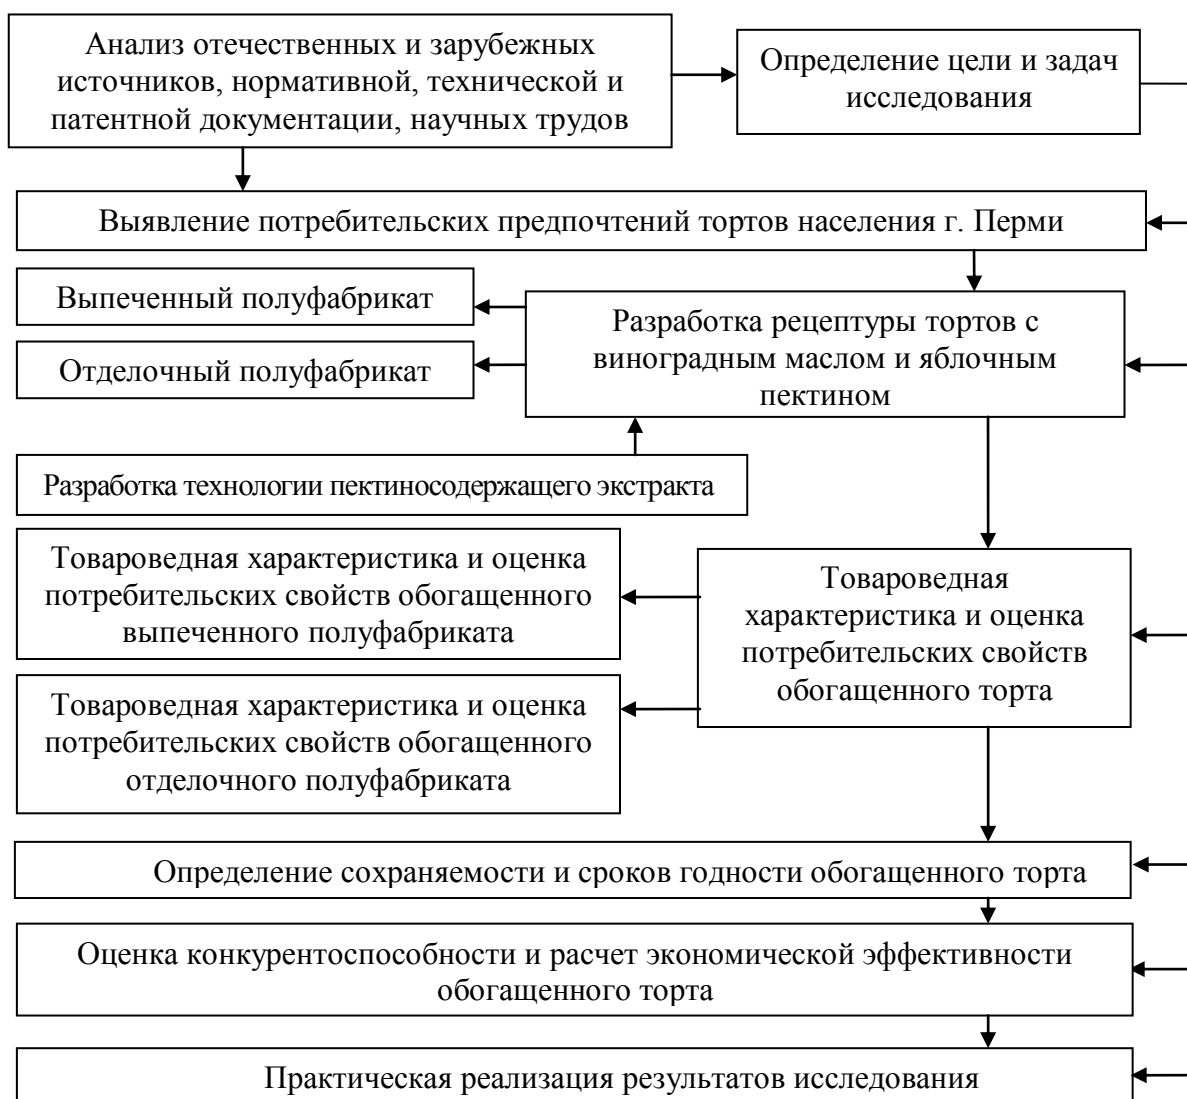 Анализ отечественных и зарубежных
источников, нормативной, технической и
патентной документации, научных трудов
Определение цели и задач
исследования
Выявление потребительских предпочтений тортов населения г. Перми
Выпеченный полуфабрикат
Отделочный полуфабрикат
Разработка рецептуры тортов с
виноградным маслом и яблочным
пектином
Разработка технологии пектиносодержащего экстракта
Товароведная характеристика и оценка
потребительских свойств обогащенного
выпеченного полуфабриката
Товароведная
характеристика и оценка
потребительских свойств
обогащенного торта
Товароведная характеристика и оценка
потребительских свойств обогащенного
отделочного полуфабриката
Определение сохраняемости и сроков годности обогащенного торта
Оценка конкурентоспособности и расчет экономической эффективности
обогащенного торта
Практическая реализация результатов исследования